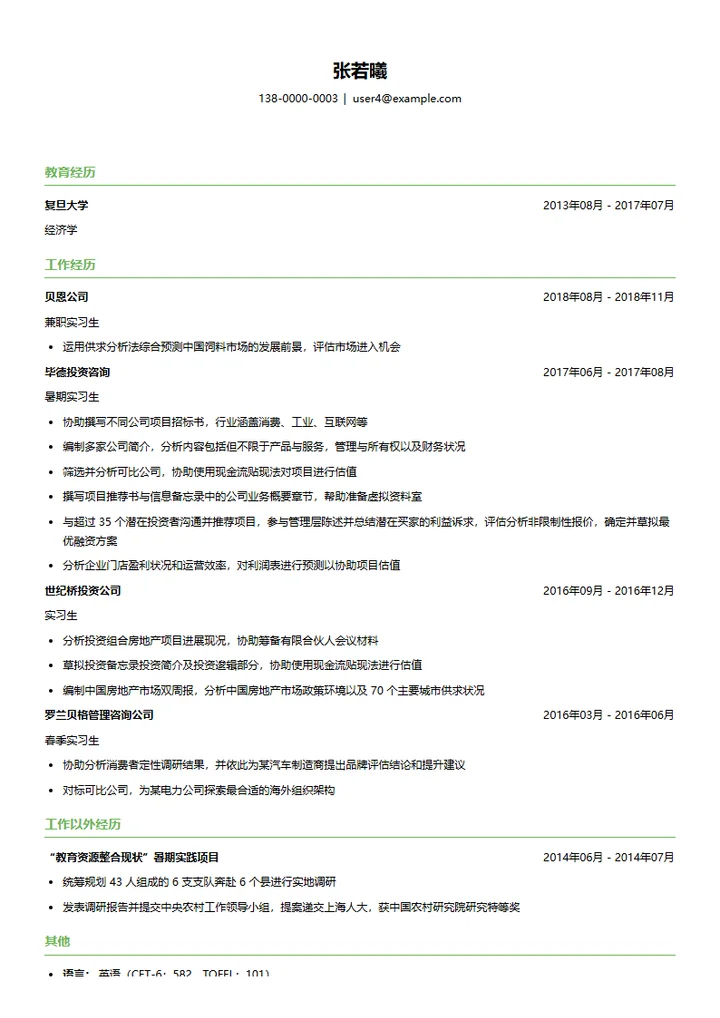 张若曦
138-0000-0003 | user4@example.com
教育经历
复旦大学 2013年08月 - 2017年07月
经济学
工作经历
贝恩公司 2018年08月 - 2018年11月
兼职实习生
• 运用供求分析法综合预测中国饲料市场的发展前景，评估市场进入机会
毕德投资咨询 2017年06月 - 2017年08月
暑期实习生
• 协助撰写不同公司项目招标书，行业涵盖消费、工业、互联网等
• 编制多家公司简介，分析内容包括但不限于产品与服务，管理与所有权以及财务状况
• 筛选并分析可比公司，协助使用现金流贴现法对项目进行估值
• 撰写项目推荐书与信息备忘录中的公司业务概要章节，帮助准备虚拟资料室
• 与超过 35 个潜在投资者沟通并推荐项目，参与管理层陈述并总结潜在买家的利益诉求，评估分析非限制性报价，确定并草拟最
优融资方案
• 分析企业门店盈利状况和运营效率，对利润表进行预测以协助项目估值
世纪桥投资公司 2016年09月 - 2016年12月
实习生
• 分析投资组合房地产项目进展现况，协助筹备有限合伙人会议材料
• 草拟投资备忘录投资简介及投资逻辑部分，协助使用现金流贴现法进行估值
• 编制中国房地产市场双周报，分析中国房地产市场政策环境以及 70 个主要城市供求状况
罗兰贝格管理咨询公司 2016年03月 - 2016年06月
春季实习生
• 协助分析消费者定性调研结果，并依此为某汽车制造商提出品牌评估结论和提升建议
• 对标可比公司，为某电力公司探索最合适的海外组织架构
工作以外经历
“教育资源整合现状”暑期实践项目 2014年06月 - 2014年07月
• 统筹规划 43 人组成的 6 支支队奔赴 6 个县进行实地调研
• 发表调研报告并提交中央农村工作领导小组，提案递交上海人大，获中国农村研究院研究特等奖
其他
• 语言： 英语（CET-6：582，TOEFL：101）